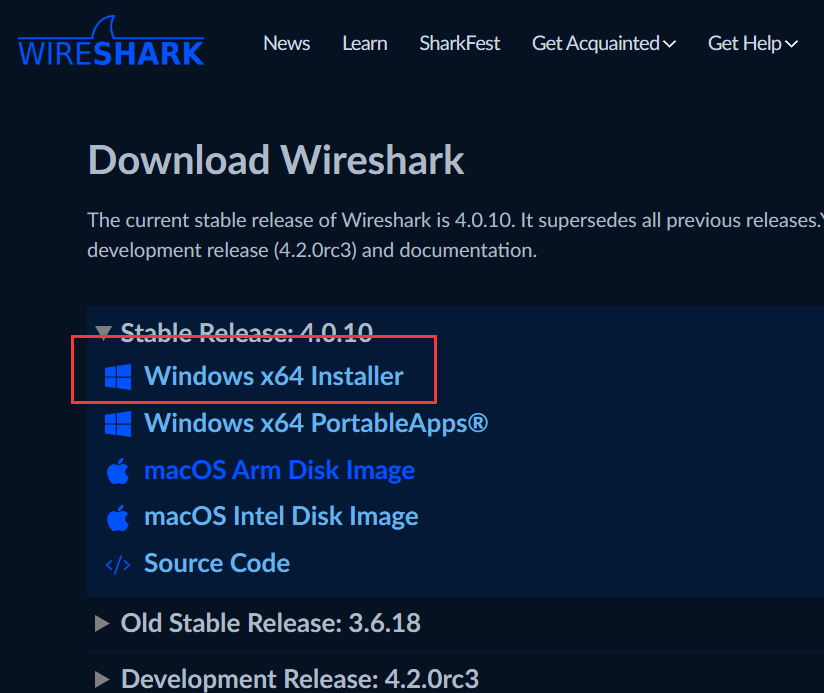 WIRESHARK
News Learn SharkFest Get Acquainted Get Help
Download Wireshark
The current stable release of Wireshark is 4.0.10. It supersedes all previous releases.
development release (4.2.0rc3) and documentation.
Stable Release: 4.0.10
Windows x64 Installer
Windows x64 PortableApps®
macOS Arm Disk Image
macOS Intel Disk Image
</> Source Code
Old Stable Release: 3.6.18
Development Release: 4.2.0rc3